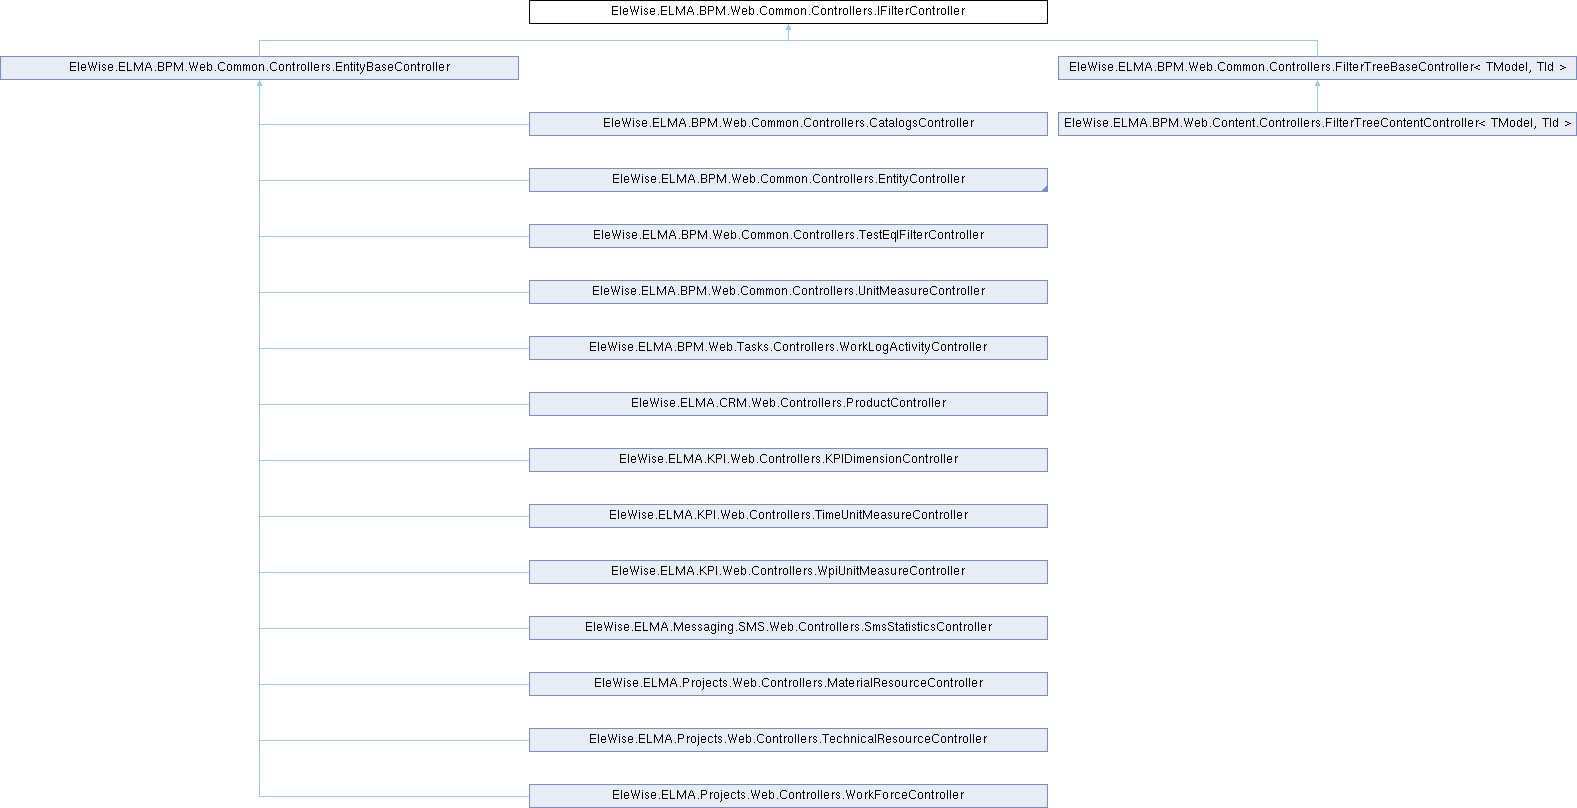 EleWise.ELMA.BPM.Web.Common.Controllers.IFilterController
EleWise.ELMA.BPM.Web.Common.Controllers.EntityBaseController
EleWise.ELMA.BPM.Web.Common.Controllers.FilterTreeBaseController< TModel, TId >
EleWise.ELMA.BPM.Web.Common.Controllers.CatalogsController
EleWise.ELMA.BPM.Web.Content.Controllers.FilterTreeContentController< TModel, TId >
EleWise.ELMA.BPM.Web.Common.Controllers.EntityController
EleWise.ELMA.BPM.Web.Common.Controllers.TestEqlFilterController
EleWise.ELMA.BPM.Web.Common.Controllers.UnitMeasureController
EleWise.ELMA.BPM.Web.Tasks.Controllers.WorkLogActivityController
EleWise.ELMA.CRM.Web.Controllers.ProductController
EleWise.ELMA.KPI.Web.Controllers.KPIDimensionController
EleWise.ELMA.KPI.Web.Controllers.TimeUnitMeasureController
EleWise.ELMA.KPI.Web.Controllers.WpiUnitMeasureController
EleWise.ELMA.Messaging.SMS.Web.Controllers.SmsStatisticsController
EleWise.ELMA.Projects.Web.Controllers.MaterialResourceController
EleWise.ELMA.Projects.Web.Controllers.TechnicalResourceController
EleWise.ELMA.Projects.Web.Controllers.WorkForceController